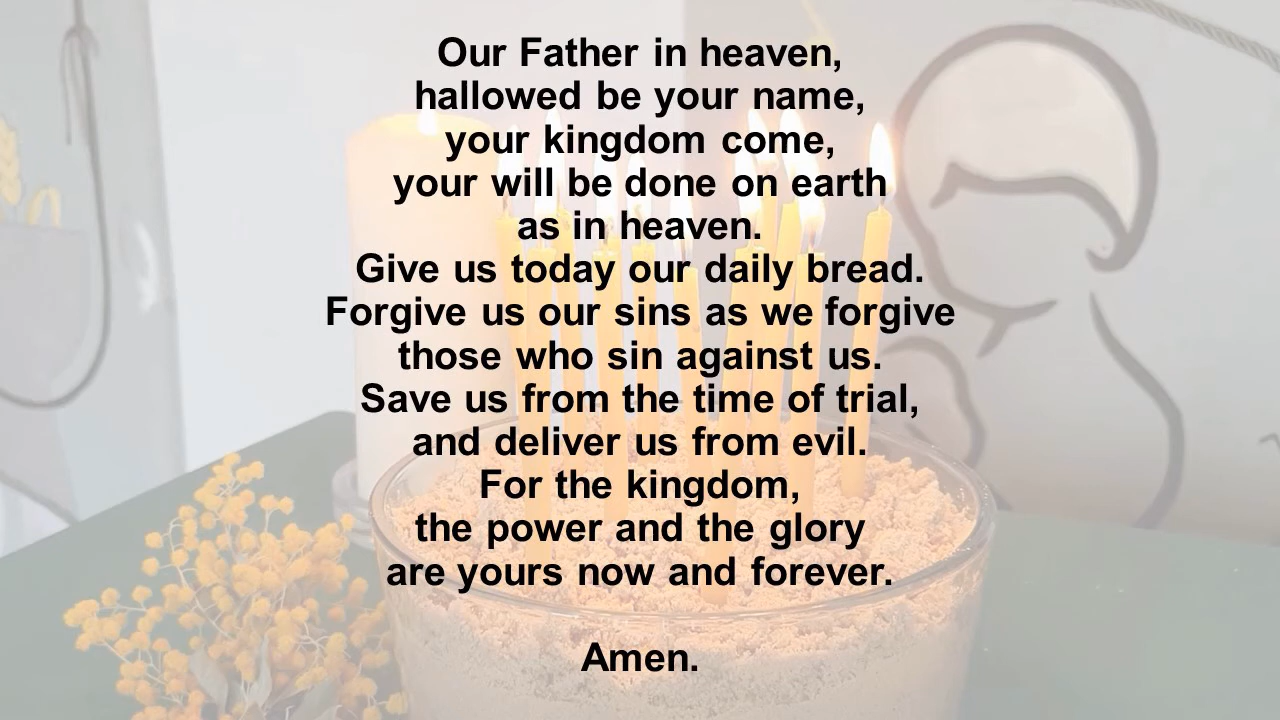 Our Father in heaven,
hallowed be your name,
your kingdom come,
your will be done on earth
as in heaven.
Give us today our daily bread.
Forgive us our sins as we forgive
those who sin against us.
Save us from the time of trial,
and deliver us from evil.
For the kingdom,
the power and the glory
are yours now and forever.
Amen.